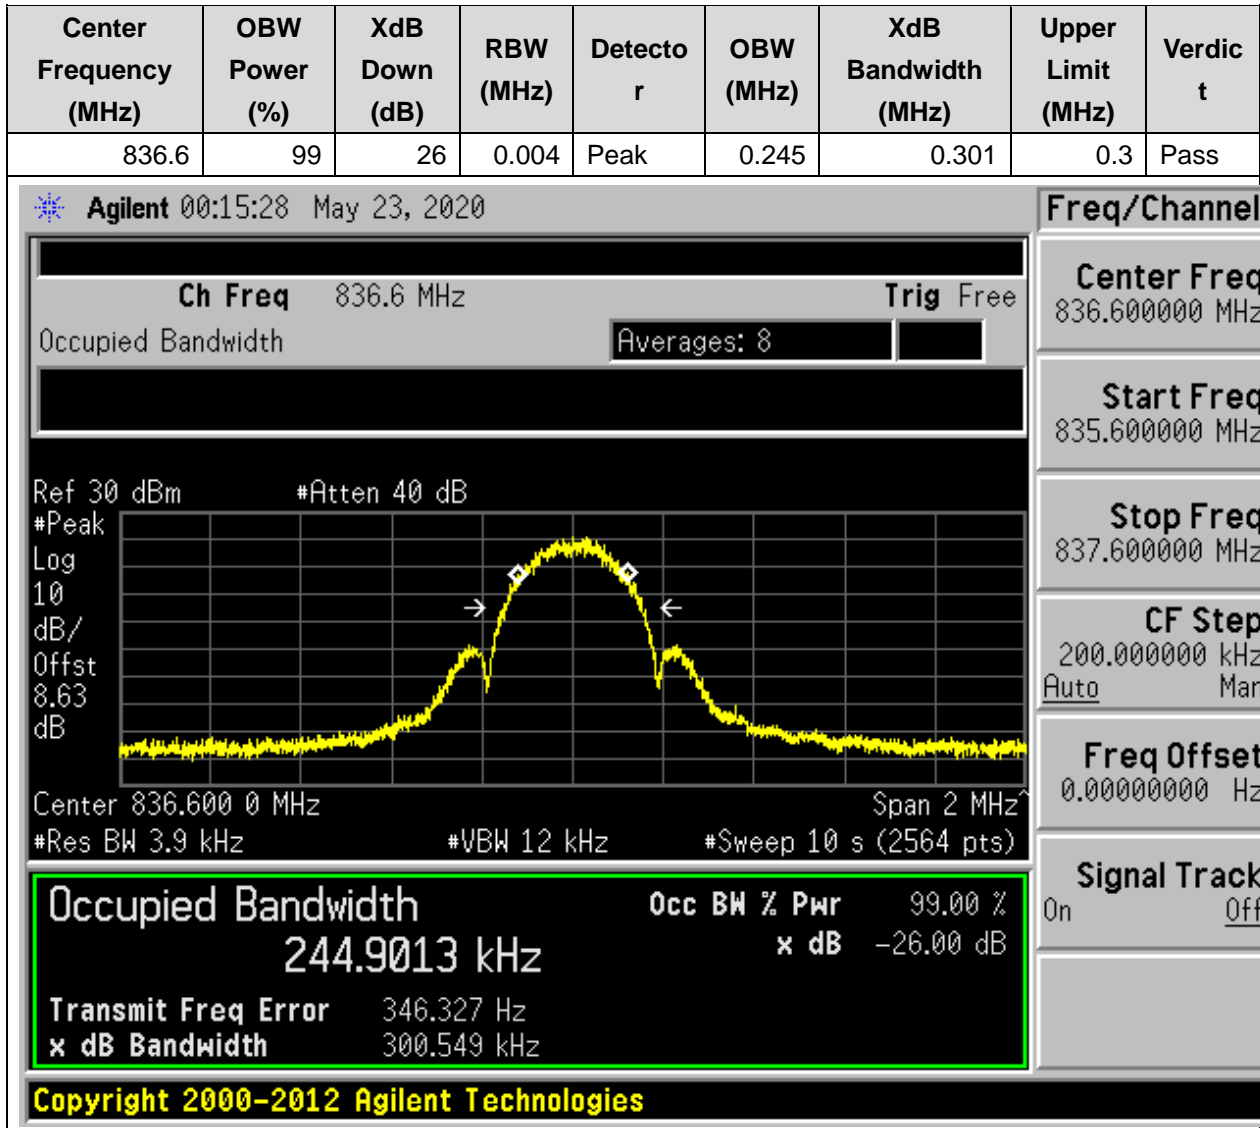 Center Frequency (MHz) OBW Power (%) XdB Down (dB) RBW (MHz) Detecto r OBW (MHz) XdB Bandwidth (MHz) Upper Limit (MHz) Verdic t
836.6 99 26 0.004 Peak 0.245 0.301 0.3 Pass
Agilent 00:15:28 May 23, 2020
Ch Freq 836.6 MHz Trig Free
Occupied Bandwidth Averages: 8
Ref 30 dBm #Atten 40 dB
#Peak
Log
10
dB/
Offst
8.63
dB
Center 836.600 0 MHz Span 2 MHz^
#Res BW 3.9 kHz #VBW 12 kHz #Sweep 10 s (2564 pts)
Occupied Bandwidth Occ BW % Pwr 99.00 %
244.9013 kHz x dB -26.00 dB
Transmit Freq Error 346.327 Hz
x dB Bandwidth 300.549 kHz
Copyright 2000-2012 Agilent Technologies
Freq/Channel
Center Freq
836.600000 MHz
Start Freq
835.600000 MHz
Stop Freq
837.600000 MHz
CF Step
200.000000 kHz
Auto Man
Freq Offset
0.00000000 Hz
Signal Track
On Off